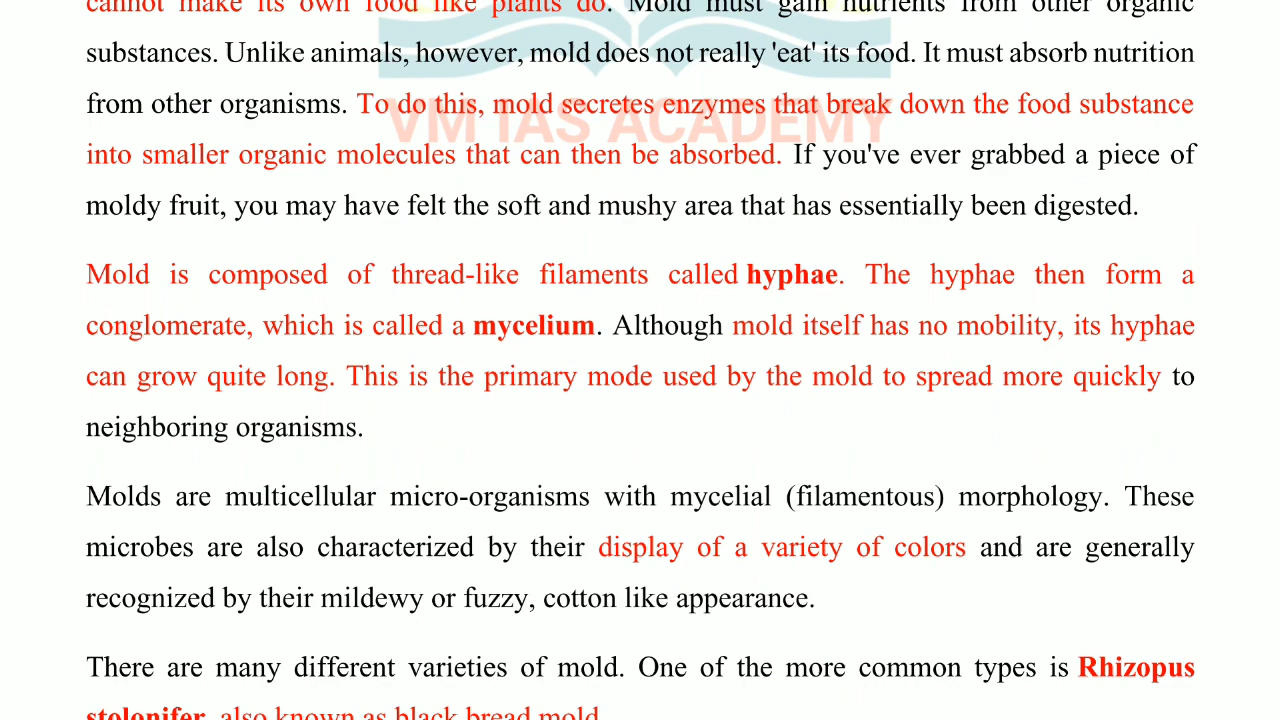 cannot make its own food like plants do. Mold must gain nutrients from other organic
substances. Unlike animals, however, mold does not really 'eat' its food. It must absorb nutrition
from other organisms. To do this, mold secretes enzymes that break down the food substance
VM IAS ACADEMY
into smaller organic molecules that can then be absorbed. If you've ever grabbed a piece of
moldy fruit, you may have felt the soft and mushy area that has essentially been digested.
Mold is composed of thread-like filaments called hyphae. The hyphae then form a
conglomerate, which is called a mycelium. Although mold itself has no mobility, its hyphae
can grow quite long. This is the primary mode used by the mold to spread more quickly to
neighboring organisms.
Molds are multicellular micro-organisms with mycelial (filamentous) morphology. These
microbes are also characterized by their display of a variety of colors and are generally
recognized by their mildewy or fuzzy, cotton like appearance.
There are many different varieties of mold. One of the more common types is Rhizopus
stolonifer, also known as black bread mold.